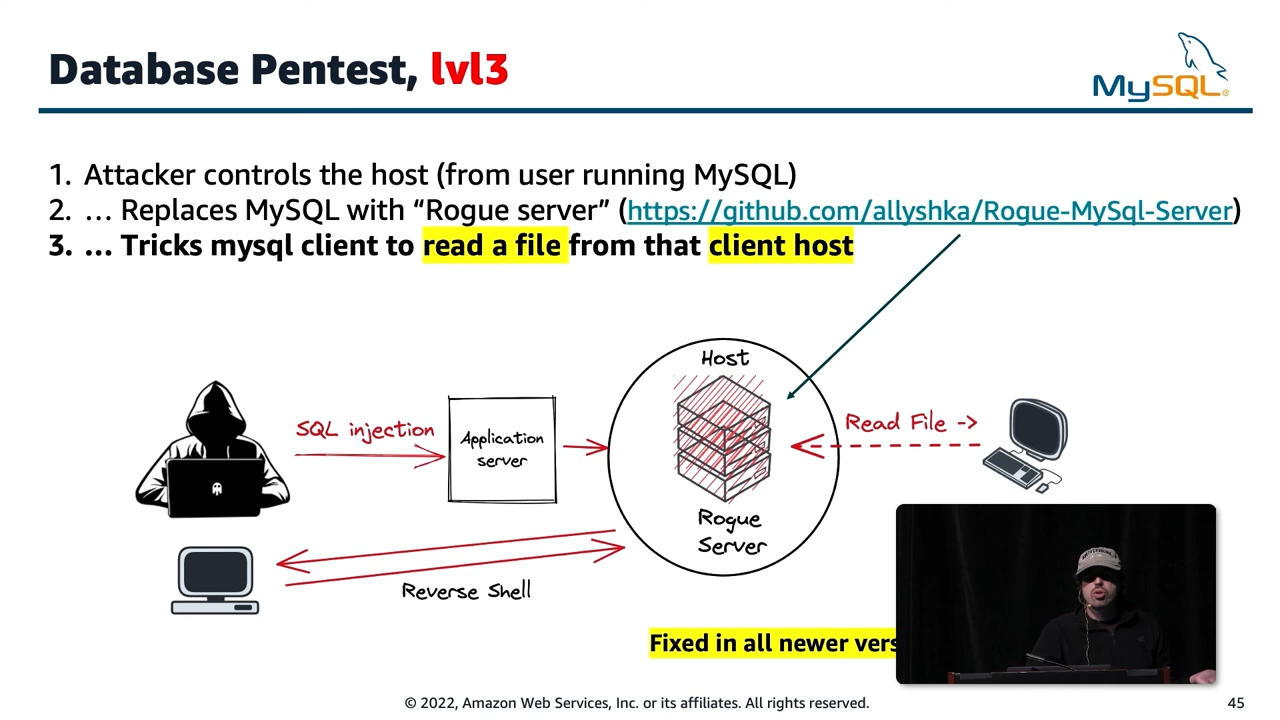 Database Pentest, lvl3
MySQL®
1. Attacker controls the host (from user running MySQL)
2. … Replaces MySQL with “Rogue server” (https://github.com/allyshka/Rogue-MySql-Server)
3. … Tricks mysql client to read a file from that client host
Host
SQL injection
Application
server
Read File ->
Rogue
Server
Reverse Shell
Fixed in all newer
© 2022, Amazon Web Services, Inc. or its affiliates. All rights reserved.
45